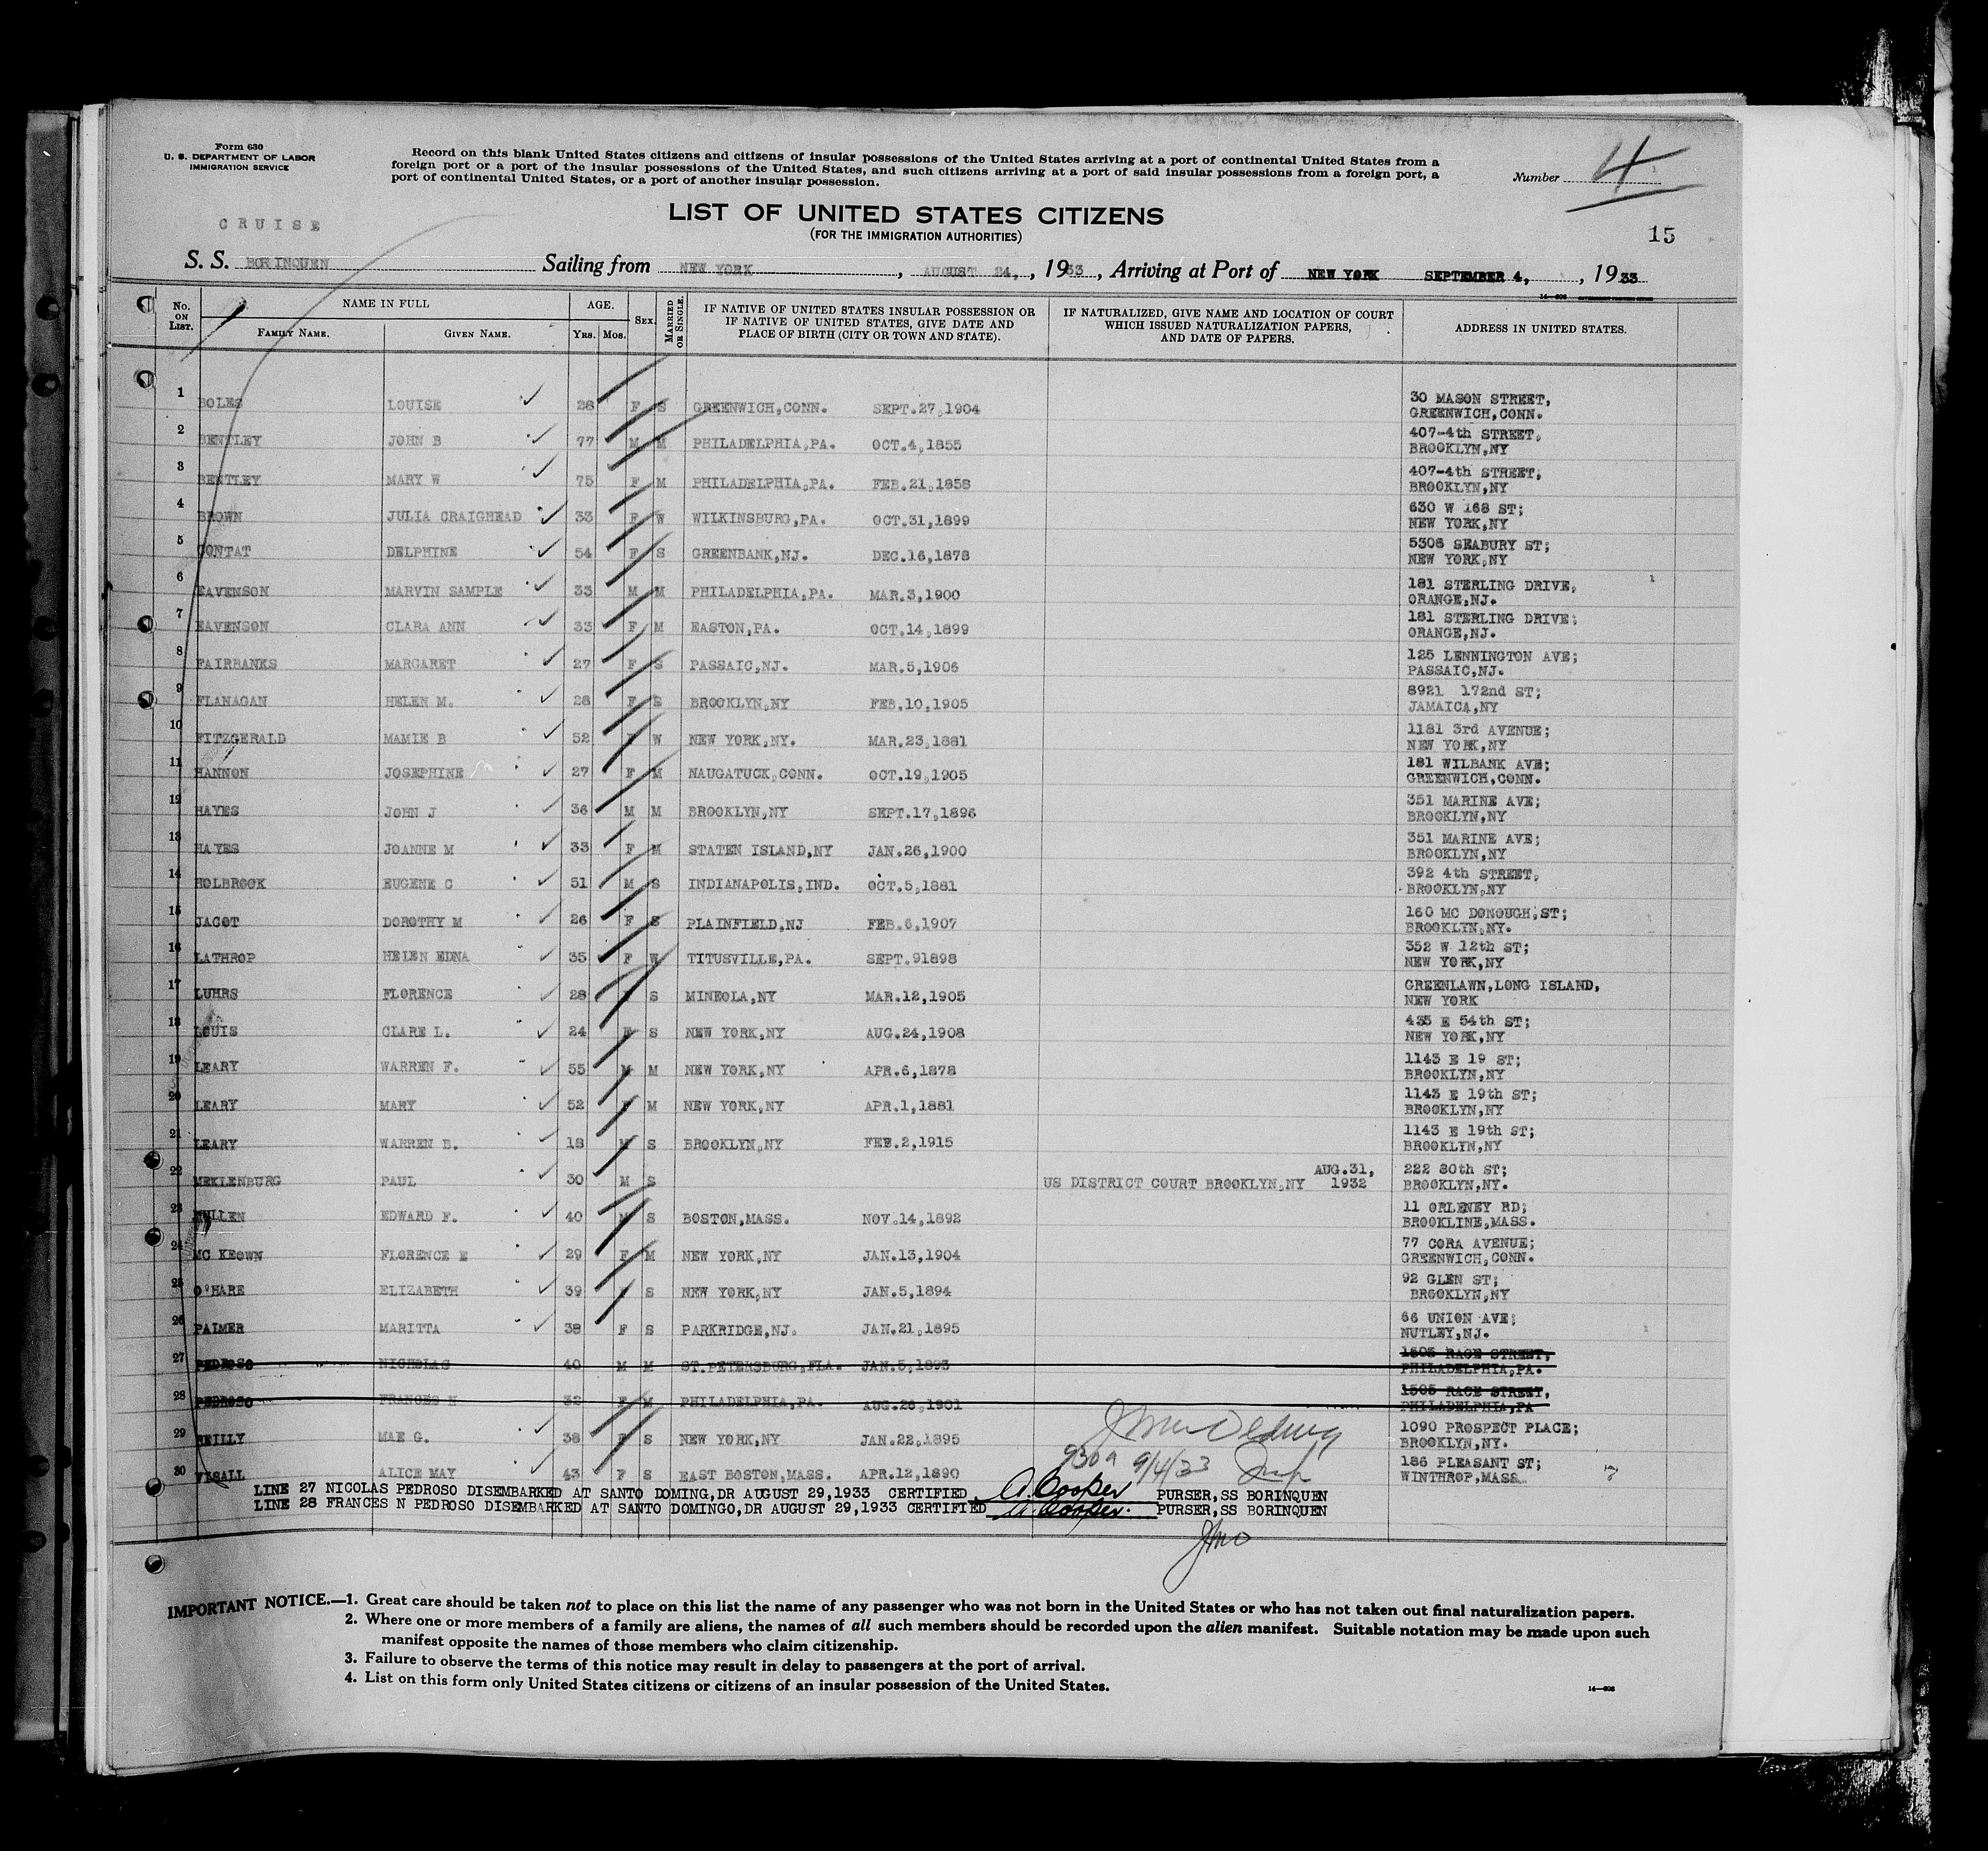 Form 630
U. S. DEPARTMENT OF LABOR
IMMIGRATION SERVICE
Record on this blank United States citizens and citizens of insular possessions of the United States arriving at a port of continental United States from a
foreign port or a port of the insular possessions of the United States, and such citizens arriving at a port of said insular possessions from a foreign port, a
port of continental United States, or a port of another insular possession.
Number 4
CRUISE
LIST OF UNITED STATES CITIZENS
(FOR THE IMMIGRATION AUTHORITIES)
15
S. S. BORINQUEN Sailing from NEW YORK, AUGUST 24, 1933, Arriving at Port of NEW YORK SEPTEMBER 4, 1933
No. ON LIST. NAME IN FULL FAMILY NAME. GIVEN NAME. AGE. YRS. MOS. SEX. MARRIED OR SINGLE. IF NATIVE OF UNITED STATES INSULAR POSSESSION OR IF NATIVE OF UNITED STATES, GIVE DATE AND PLACE OF BIRTH (CITY OR TOWN AND STATE). IF NATURALIZED, GIVE NAME AND LOCATION OF COURT WHICH ISSUED NATURALIZATION PAPERS, AND DATE OF PAPERS. ADDRESS IN UNITED STATES.
1 BOLES LOUISE 28 F S GREENWICH,CONN. SEPT.27,1904 30 MASON STREET,
GREENWICH,CONN.
2 BENTLEY JOHN B 77 M M PHILADELPHIA,PA. OCT.4,1855 407-4th STREET,
BROOKLYN,NY
3 BENTLEY MARY W 75 F M PHILADELPHIA,PA. FEB.21,1858 407-4th STREET,
BROOKLYN,NY
4 BROWN JULIA CRAIGHEAD 33 F W WILKINSBURG,PA. OCT.31,1899 630 W 168 ST;
NEW YORK,NY
5 CONTAT DELPHINE 54 F S GREENBANK,NJ. DEC.16,1878 5308 SEABURY ST;
NEW YORK,NY
6 EAVENSON MARVIN SAMPLE 33 M M PHILADELPHIA,PA. MAR.3,1900 181 STERLING DRIVE,
ORANGE,NJ.
7 EAVENSON CLARA ANN 33 F M EASTON,PA. OCT.14,1899 181 STERLING DRIVE;
ORANGE,NJ.
8 FAIRBANKS MARGARET 27 F S PASSAIC,NJ. MAR.5,1906 125 LENNINGTON AVE;
PASSAIC,NJ.
9 FLANAGAN HELEN M. 28 F S BROOKLYN,NY FEB.10,1905 8921 172nd ST;
JAMAICA,NY
10 FITZGERALD MAMIE B 52 F W NEW YORK,NY. MAR.23,1881 1181 3rd AVENUE;
NEW YORK,NY
11 HANNON JOSEPHINE 27 F M NAUGATUCK,CONN. OCT.19,1905 181 WILBANK AVE;
GREENWICH,CONN.
12 HAYES JOHN J 36 M M BROOKLYN,NY SEPT.17,1896 351 MARINE AVE;
BROOKLYN,NY
13 HAYES JOANNE M 33 F M STATEN ISLAND,NY JAN.26,1900 351 MARINE AVE;
BROOKLYN,NY
14 HOLBROOK EUGENE C 51 M S INDIANAPOLIS,IND. OCT.5,1881 392 4th STREET,
BROOKLYN,NY
15 JACOT DOROTHY M 26 F S PLAINFIELD,NJ FEB.6,1907 160 MC DONOUGH,ST;
BROOKLYN,NY.
16 LATHROP HELEN EDNA 35 F W TITUSVILLE,PA. SEPT.91898 352 W 12th ST;
NEW YORK,NY
17 LUHRS FLORENCE 28 F S MINEOLA,NY MAR.12,1905 GREENLAWN,LONG ISLAND,
NEW YORK
18 LOUIS CLARE L. 24 F S NEW YORK,NY AUG.24,1908 435 E 54th ST;
NEW YORK,NY
19 LEARY WARREN F. 55 M M NEW YORK,NY APR.6,1878 1143 E 19 ST;
BROOKLYN,NY
20 LEARY MARY 52 F M NEW YORK,NY APR.1,1881 1143 E 19th ST;
BROOKLYN,NY
21 LEARY WARREN B. 18 M S BROOKLYN,NY FEB.2,1915 1143 E 19th ST;
BROOKLYN,NY
22 MEKLENBURG PAUL 30 M S US DISTRICT COURT BROOKLYN,NY AUG.31, 1932 222 80th ST;
BROOKLYN,NY.
23 MULLEN EDWARD F. 40 M S BOSTON,MASS. NOV.14,1892 11 ORLENEY RD;
BROOKLINE,MASS.
24 MC KEOWN FLORENCE E 29 F M NEW YORK,NY JAN.13,1904 77 CORA AVENUE;
GREENWICH,CONN.
25 O'HARE ELIZABETH 39 F S NEW YORK,NY JAN.5,1894 92 GLEN ST;
BROOKLYN,NY
26 PALMER MARITTA 38 F S PARKRIDGE,NJ. JAN.21,1895 66 UNION AVE;
NUTLEY,NJ.
27 PEDROSO NICHOLAS 40 M M ST.PETERSBURG,FLA. JAN.5,1893 1505 RACE STREET,
PHILADELPHIA,PA.
28 PEDROSO FRANCES N 32 F M PHILADELPHIA,PA. AUG.26,1901 1505 RACE STREET,
PHILADELPHIA,PA
29 REILLY MAE G. 38 F S NEW YORK,NY JAN.22,1895 1090 PROSPECT PLACE;
BROOKLYN,NY.
30 VISALL ALICE MAY 43 F S EAST BOSTON,MASS. APR.12,1890 930a 9/4/33 186 PLEASANT ST;
WINTHROP,MASS.
LINE 27 NICOLAS PEDROSO DISEMBARKED AT SANTO DOMING,DR AUGUST 29,1933 CERTIFIED A. Cooper PURSER,SS BORINQUEN
LINE 28 FRANCES N PEDROSO DISEMBARKED AT SANTO DOMINGO,DR AUGUST 29,1933 CERTIFIED A. Cooper. PURSER,SS BORINQUEN
IMPORTANT NOTICE.—1. Great care should be taken not to place on this list the name of any passenger who was not born in the United States or who has not taken out final naturalization papers.
2. Where one or more members of a family are aliens, the names of all such members should be recorded upon the alien manifest. Suitable notation may be made upon such
manifest opposite the names of those members who claim citizenship.
3. Failure to observe the terms of this notice may result in delay to passengers at the port of arrival.
4. List on this form only United States citizens or citizens of an insular possession of the United States.